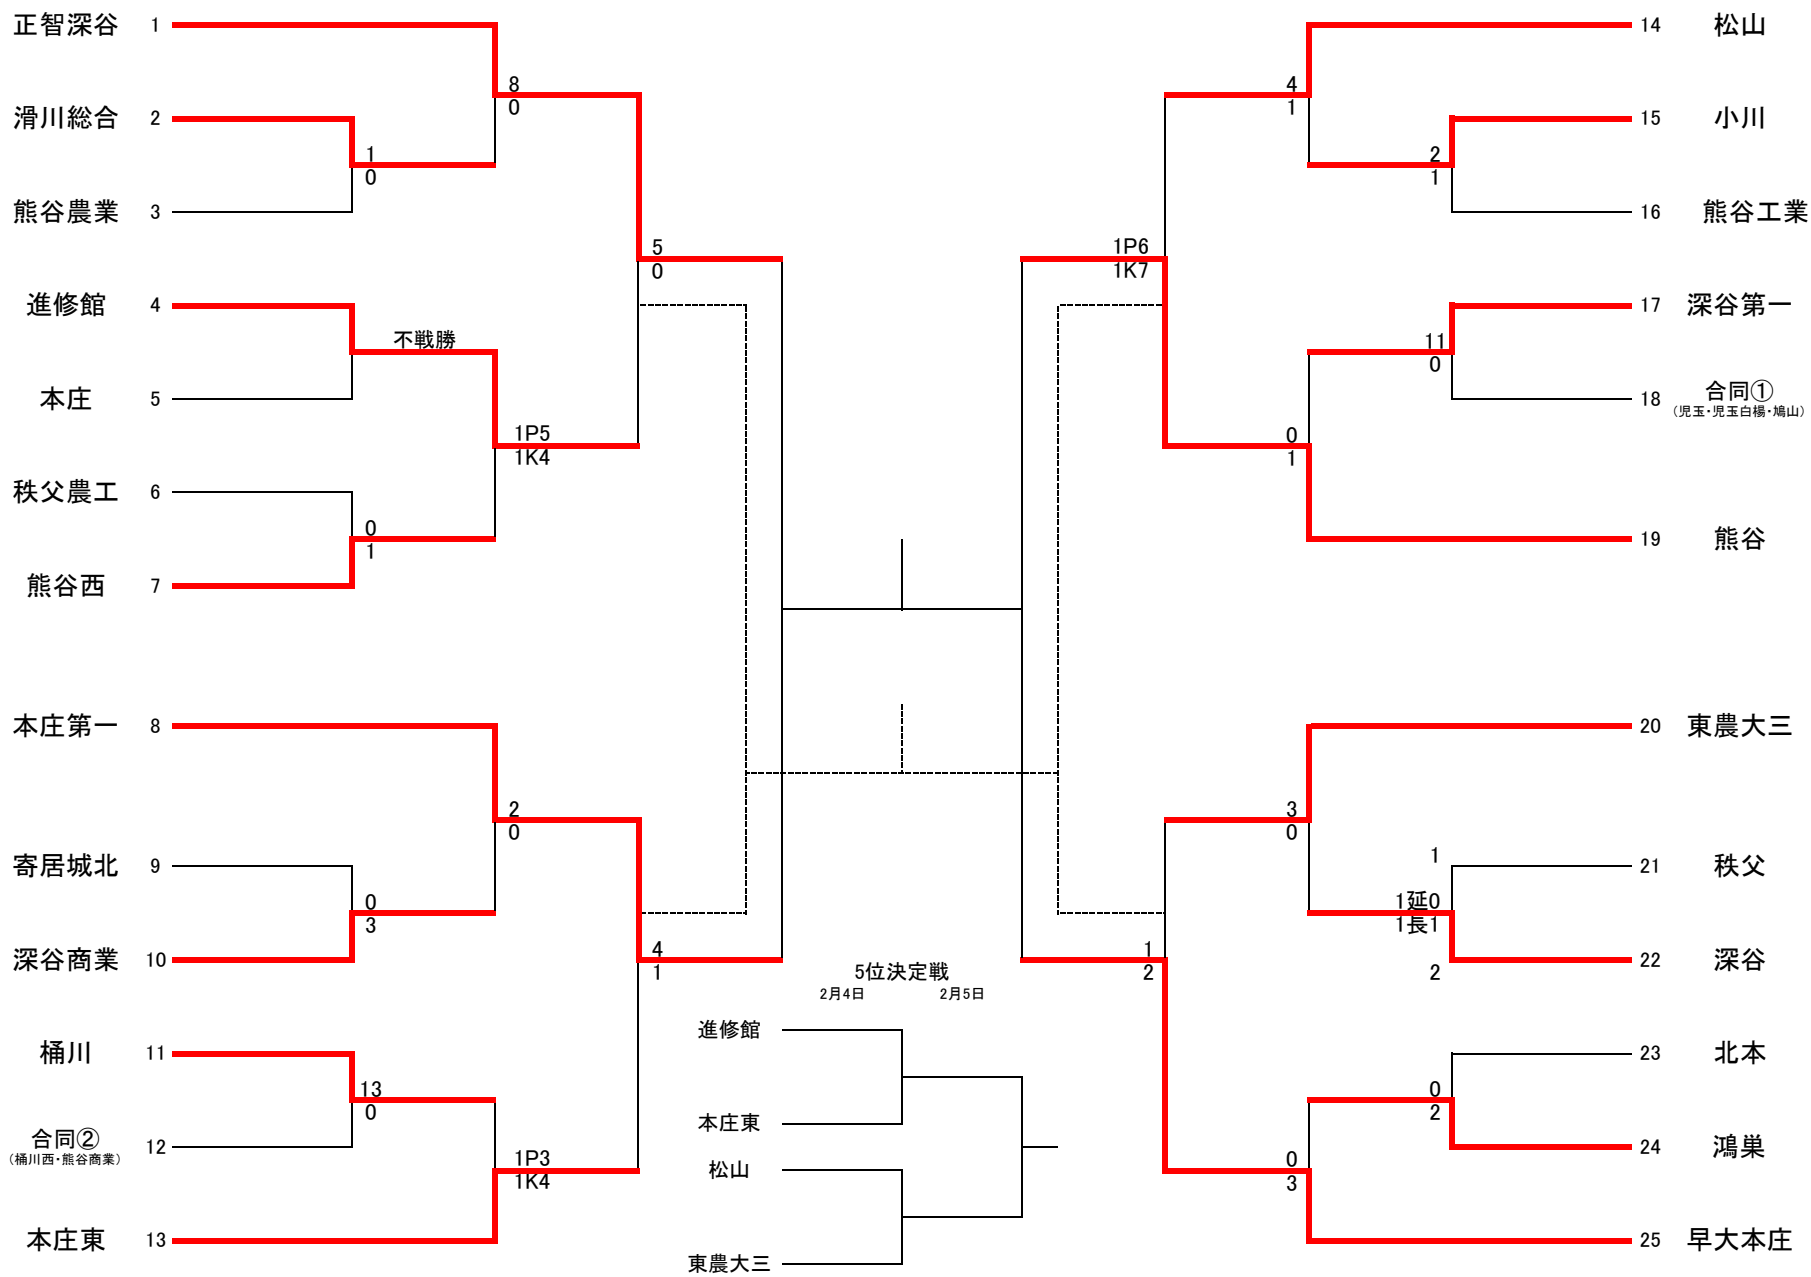 正智深谷 1
8
0
滑川総合 2
1
0
熊谷農業 3
5
0
進修館 4
不戦勝
本庄 5
1P5
1K4
秩父農工 6
0
1
熊谷西 7
本庄第一 8
2
0
寄居城北 9
0
3
深谷商業 10
4
1
桶川 11
13
0
合同②
(桶川西・熊谷商業)
12
1P3
1K4
本庄東 13
14 松山
4
1
15 小川
2
1
16 熊谷工業
1P6
1K7
17 深谷第一
11
0
18 合同①
(児玉・児玉白楊・鳩山)
0
1
19 熊谷
20 東農大三
3
0
1
21 秩父
1延0
1長1
22 深谷
2
1
2
23 北本
0
2
24 鴻巣
0
3
25 早大本庄
5位決定戦
2月4日 2月5日
進修館
本庄東
松山
東農大三